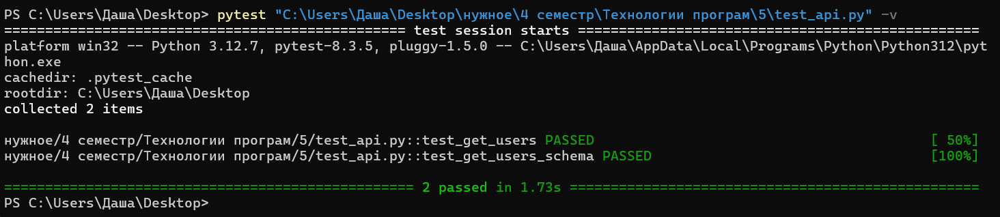 PS C:\Users\Даша\Desktop> pytest "C:\Users\Даша\Desktop\нужное\4 семестр\Технологии програм\5\test_api.py" -v
================================================= test session starts =================================================
platform win32 -- Python 3.12.7, pytest-8.3.5, pluggy-1.5.0 -- C:\Users\Даша\AppData\Local\Programs\Python\Python312\pyt
hon.exe
cachedir: .pytest_cache
rootdir: C:\Users\Даша\Desktop
collected 2 items
нужное/4 семестр/Технологии програм/5/test_api.py::test_get_users PASSED [ 50%]
нужное/4 семестр/Технологии програм/5/test_api.py::test_get_users_schema PASSED [100%]
================================================== 2 passed in 1.73s ==================================================
PS C:\Users\Даша\Desktop>